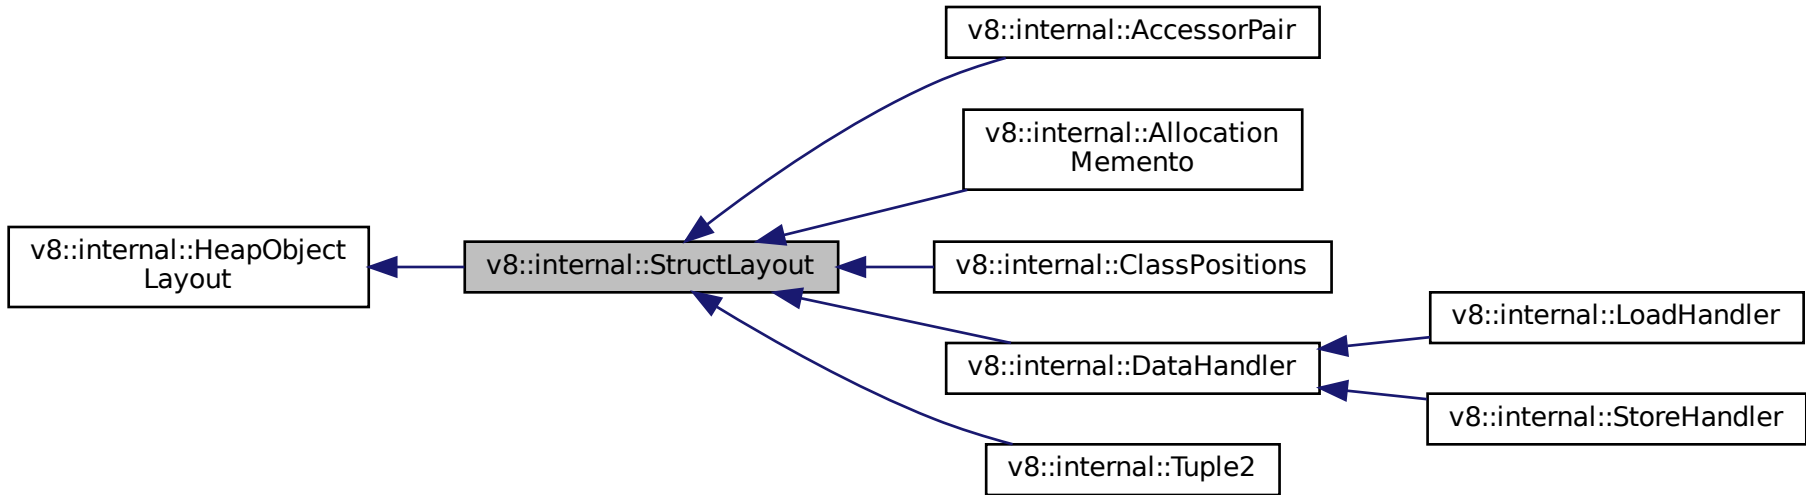 v8::internal::AccessorPair
v8::internal::Allocation
Memento
v8::internal::HeapObject
Layout
v8::internal::StructLayout
v8::internal::ClassPositions
v8::internal::DataHandler
v8::internal::LoadHandler
v8::internal::StoreHandler
v8::internal::Tuple2